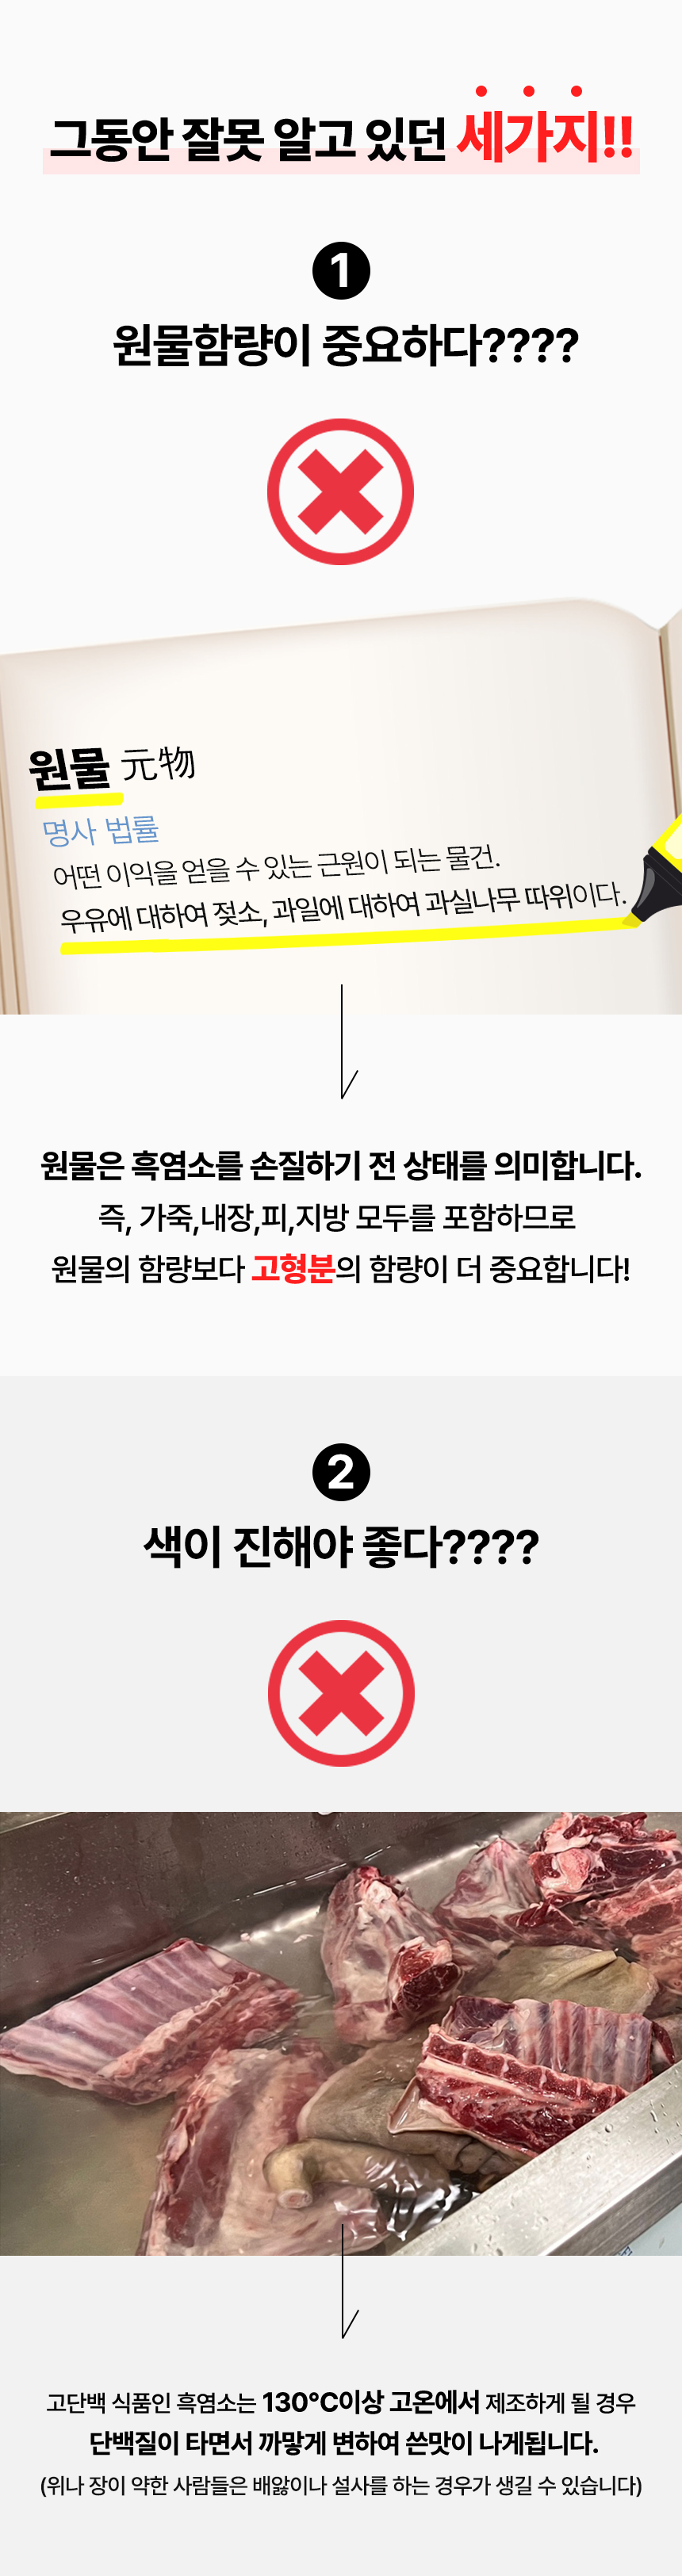 그동안 잘못 알고 있던 세가지!!
1
원물함량이 중요하다????
원물 元物
명사 법률
어떤 이익을 얻을 수 있는 근원이 되는 물건.
우유에 대하여 젖소, 과일에 대하여 과실나무 따위이다.
원물은 흑염소를 손질하기 전 상태를 의미합니다.
즉, 가죽,내장,피,지방 모두를 포함하므로
원물의 함량보다 고형분의 함량이 더 중요합니다!
2
색이 진해야 좋다????
고단백 식품인 흑염소는 130°C이상 고온에서 제조하게 될 경우
단백질이 타면서 까맣게 변하여 쓴맛이 나게됩니다.
(위나 장이 약한 사람들은 배앓이나 설사를 하는 경우가 생길 수 있습니다)